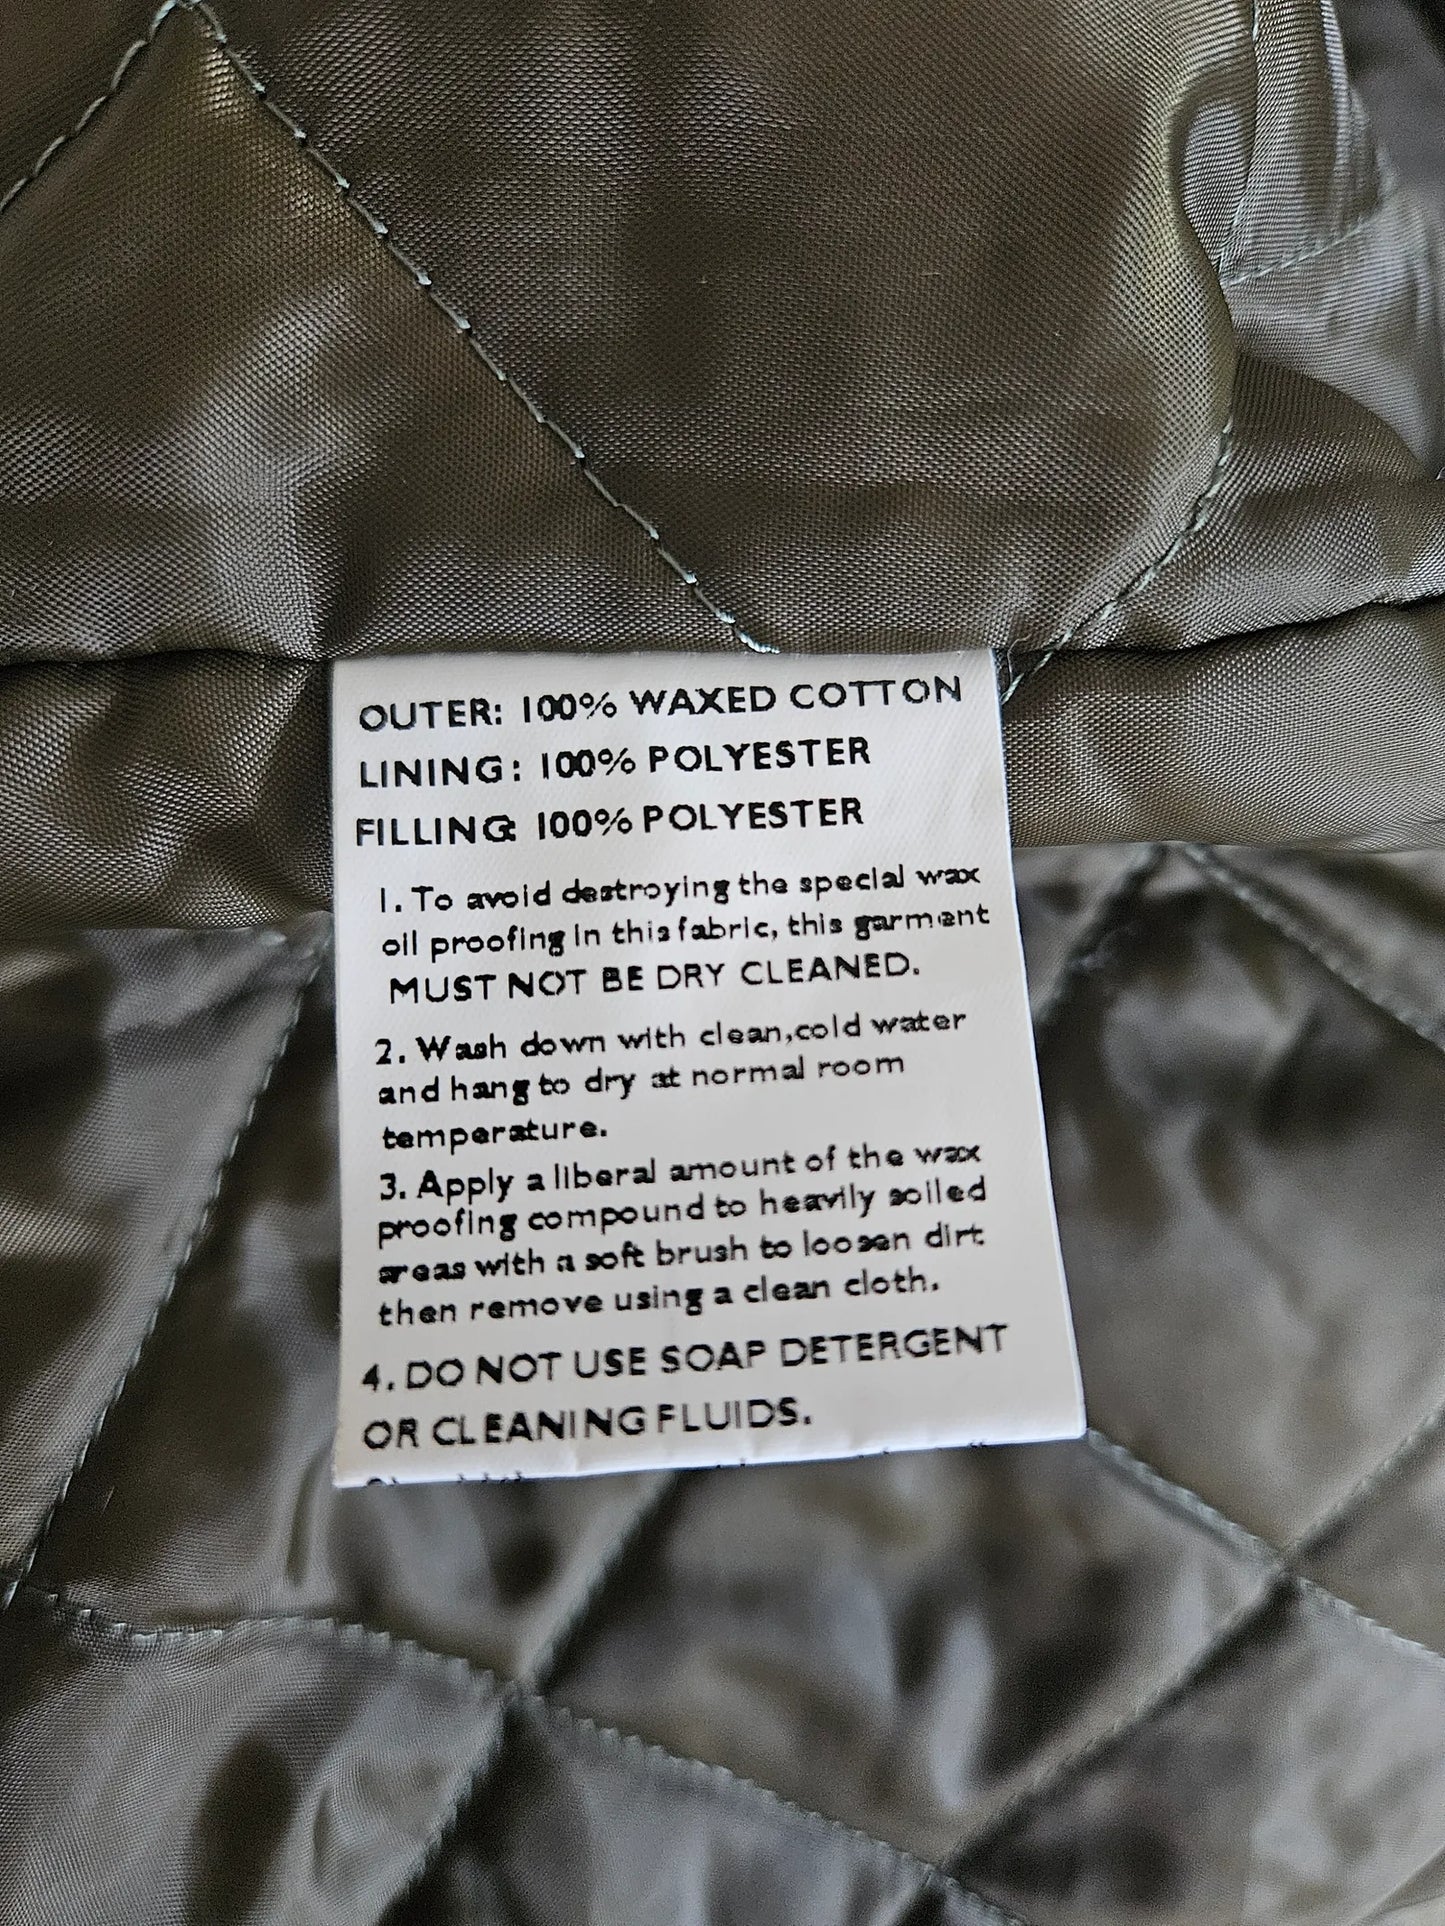 OUTER: 100% WAXED COTTON
LINING: 100% POLYESTER
FILLING: 100% POLYESTER
1. To avoid destroying the special wax
oil proofing in this fabric, this garment
MUST NOT BE DRY CLEANED.
2. Wash down with clean,cold water
and hang to dry at normal room
temperature.
3. Apply a liberal amount of the wax
proofing compound to heavily soiled
areas with a soft brush to loosen dirt
then remove using a clean cloth.
4. DO NOT USE SOAP DETERGENT
OR CLEANING FLUIDS.